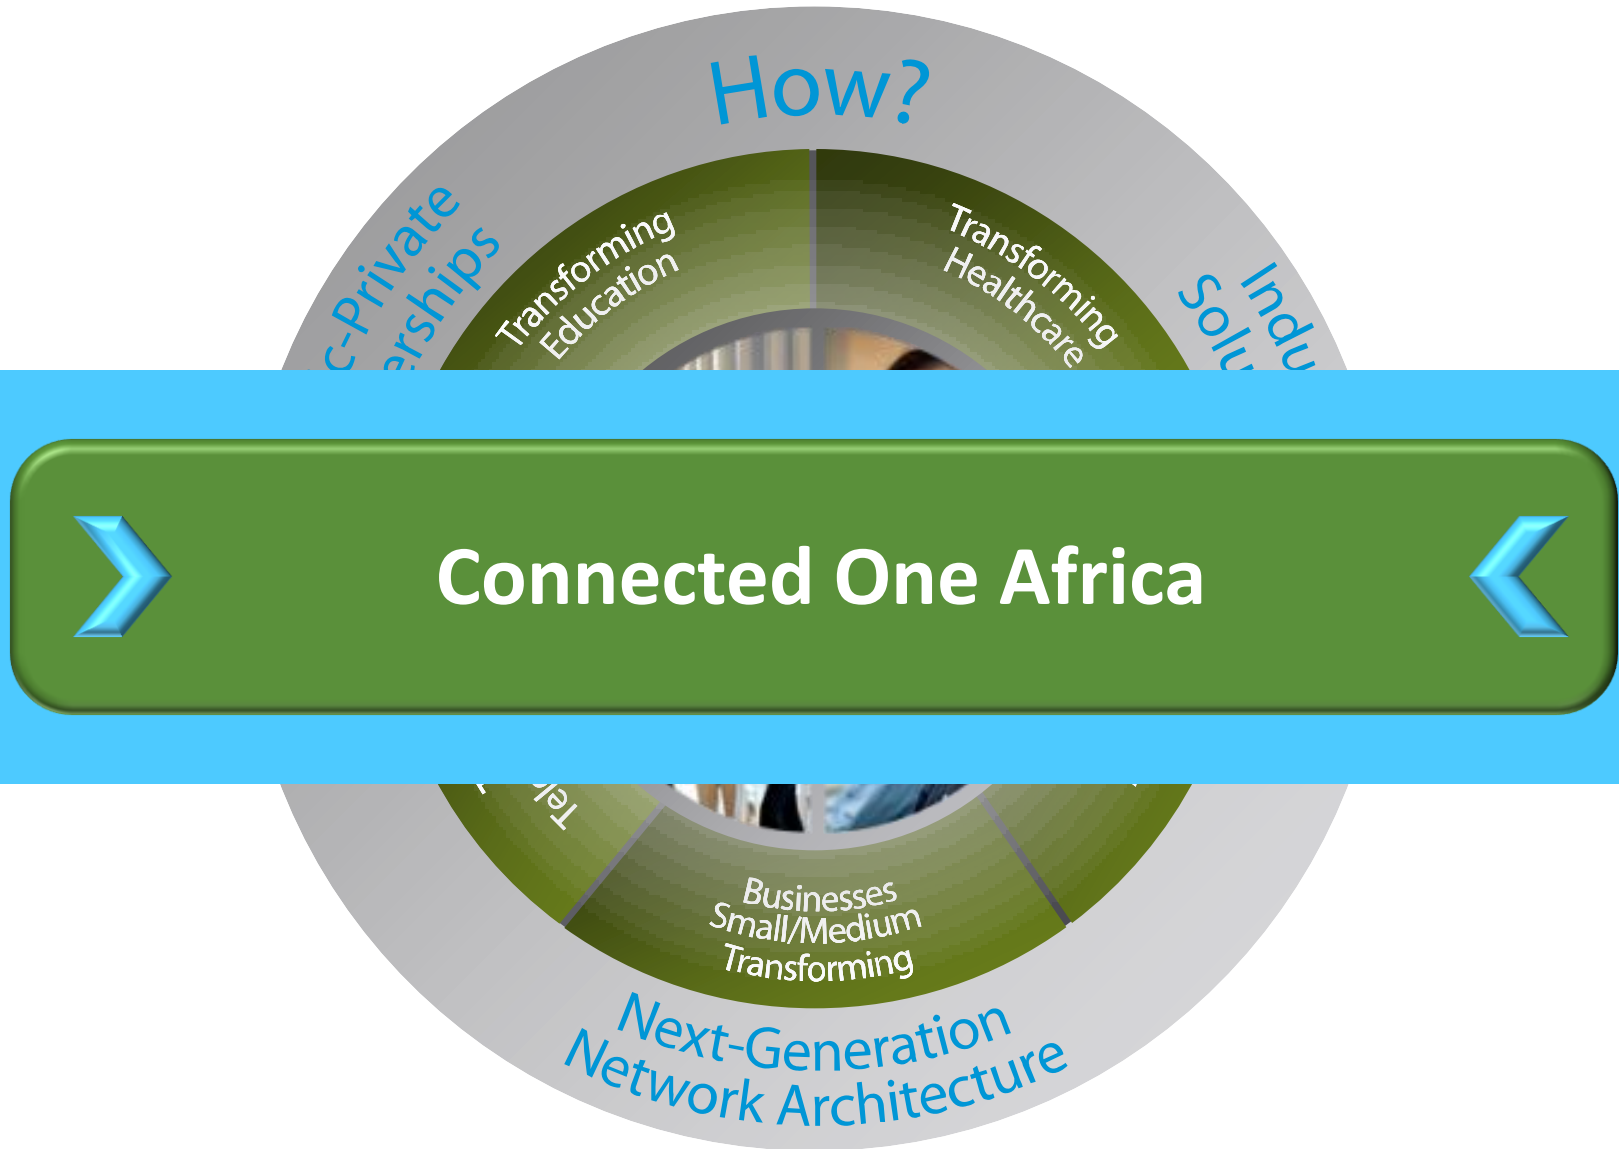 How?
Transforming
Education
Transforming
Healthcare
Connected One Africa
Businesses
Small/Medium
Transforming
Next-Generation
Network Architecture